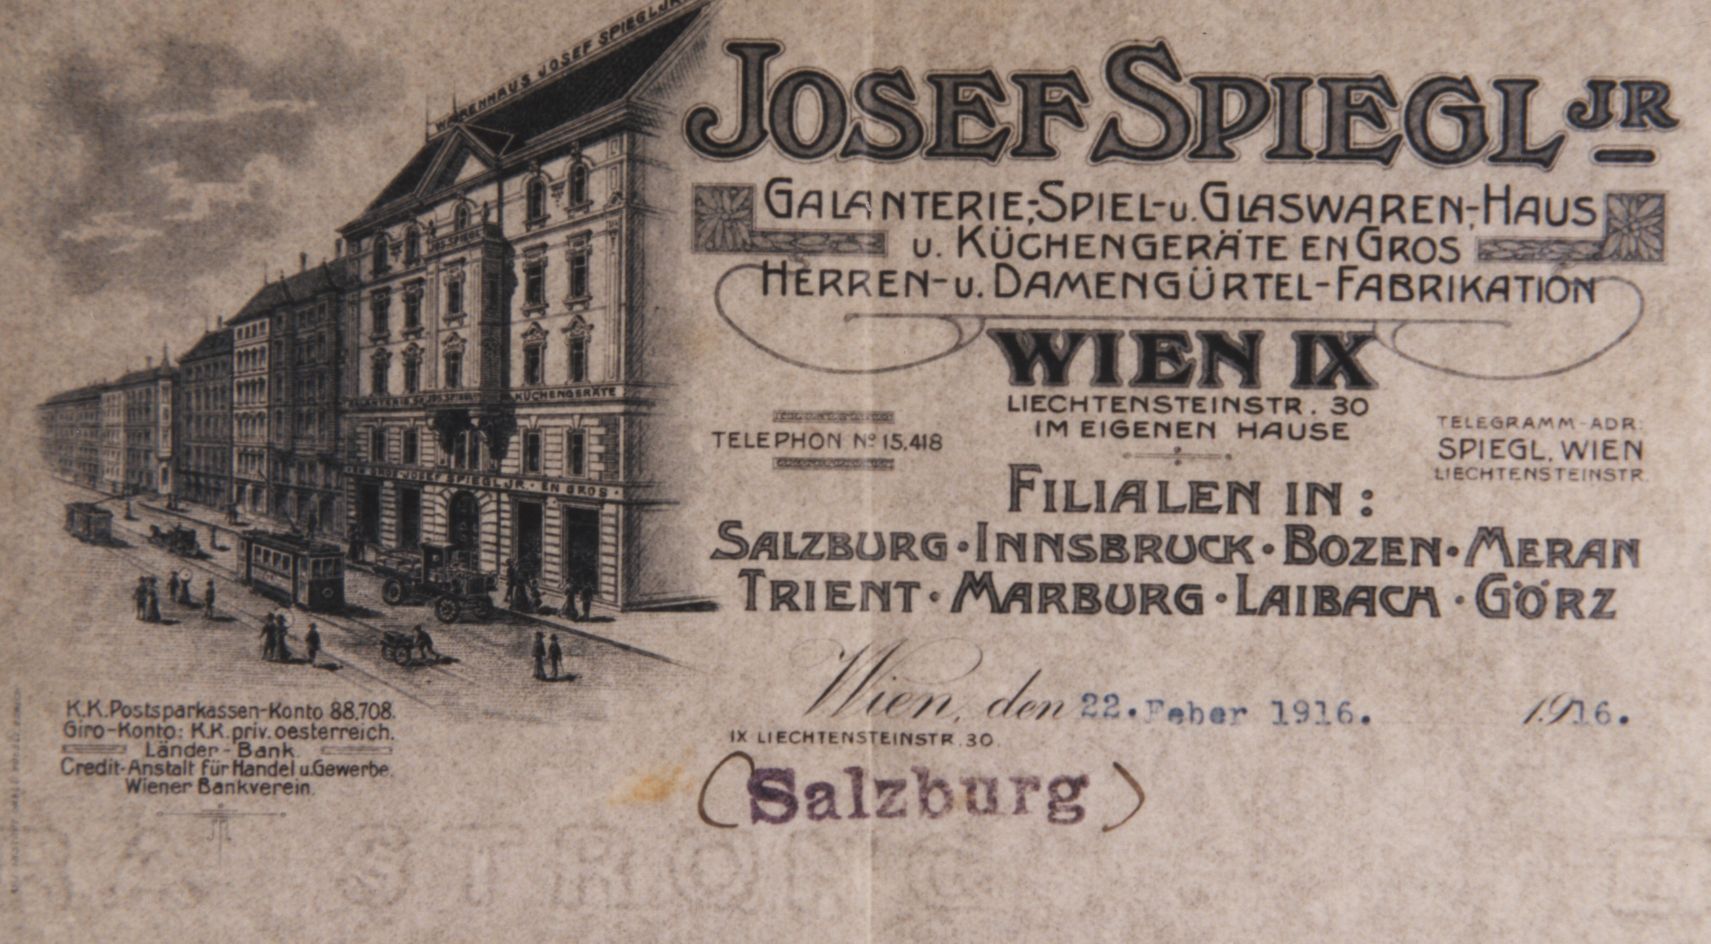 WARENHAUS JOSEF SPIEGL JR.
JOSEF SPIEGL JR
GALANTERIE-, SPIEL- u. GLASWAREN-, HAUS
u. KÜCHENGERÄTE EN GROS
HERREN- u. DAMENGÜRTEL-FABRIKATION
WIEN IX
LIECHTENSTEINSTR. 30
IM EIGENEN HAUSE
TELEPHON No 15,418
TELEGRAMM-ADR:
SPIEGL, WIEN
LIECHTENSTEINSTR.
KÜCHENGERÄTE
EN GROS · JOSEF SPIEGL JR. · EN GROS ·
FILIALEN IN:
SALZBURG · INNSBRUCK · BOZEN · MERAN
TRIENT · MARBURG · LAIBACH · GÖRZ
K.K. Postsparkassen-Konto 88,708.
Giro-Konto: K.K. priv. oesterreich.
Länder-Bank.
Credit-Anstalt für Handel u. Gewerbe.
Wiener Bankverein.
Wien, den 22. Feber 1916. 1916.
IX LIECHTENSTEINSTR. 30.
(Salzburg)